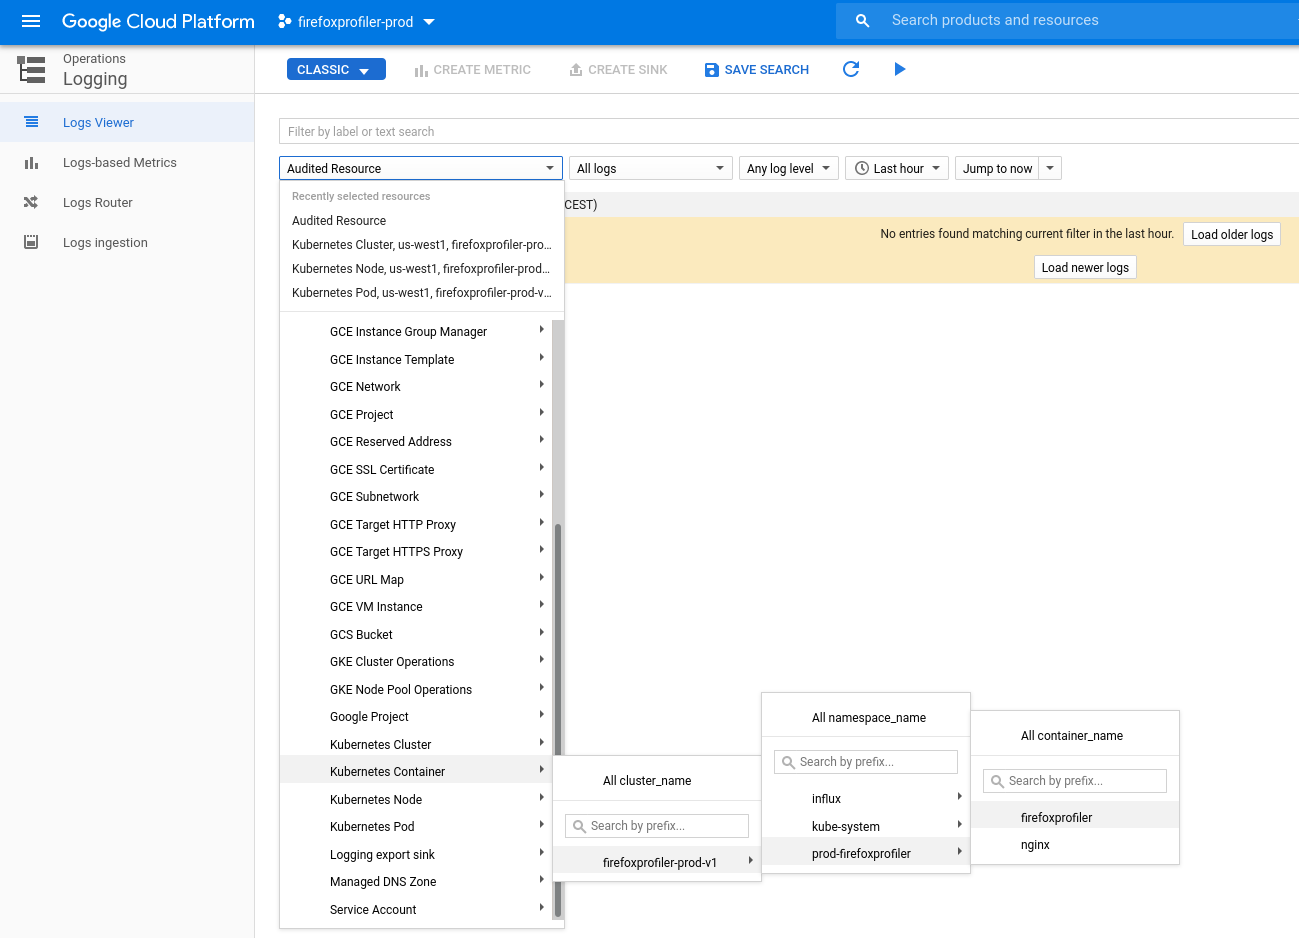 Google Cloud Platform
firefoxprofiler-prod
Search products and resources
Operations
Logging
CLASSIC
CREATE METRIC
CREATE SINK
SAVE SEARCH
Logs Viewer
Logs-based Metrics
Logs Router
Logs ingestion
Filter by label or text search
Audited Resource
All logs
Any log level
Last hour
Jump to now
CEST)
No entries found matching current filter in the last hour.
Load older logs
Load newer logs
Recently selected resources
Audited Resource
Kubernetes Cluster, us-west1, firefoxprofiler-pro...
Kubernetes Node, us-west1, firefoxprofiler-prod...
Kubernetes Pod, us-west1, firefoxprofiler-prod-v...
GCE Instance Group Manager
GCE Instance Template
GCE Network
GCE Project
GCE Reserved Address
GCE SSL Certificate
GCE Subnetwork
GCE Target HTTP Proxy
GCE Target HTTPS Proxy
GCE URL Map
GCE VM Instance
GCS Bucket
GKE Cluster Operations
GKE Node Pool Operations
Google Project
Kubernetes Cluster
Kubernetes Container
Kubernetes Node
Kubernetes Pod
Logging export sink
Managed DNS Zone
Service Account
All cluster_name
Search by prefix...
firefoxprofiler-prod-v1
All namespace_name
Search by prefix...
influx
kube-system
prod-firefoxprofiler
All container_name
Search by prefix...
firefoxprofiler
nginx